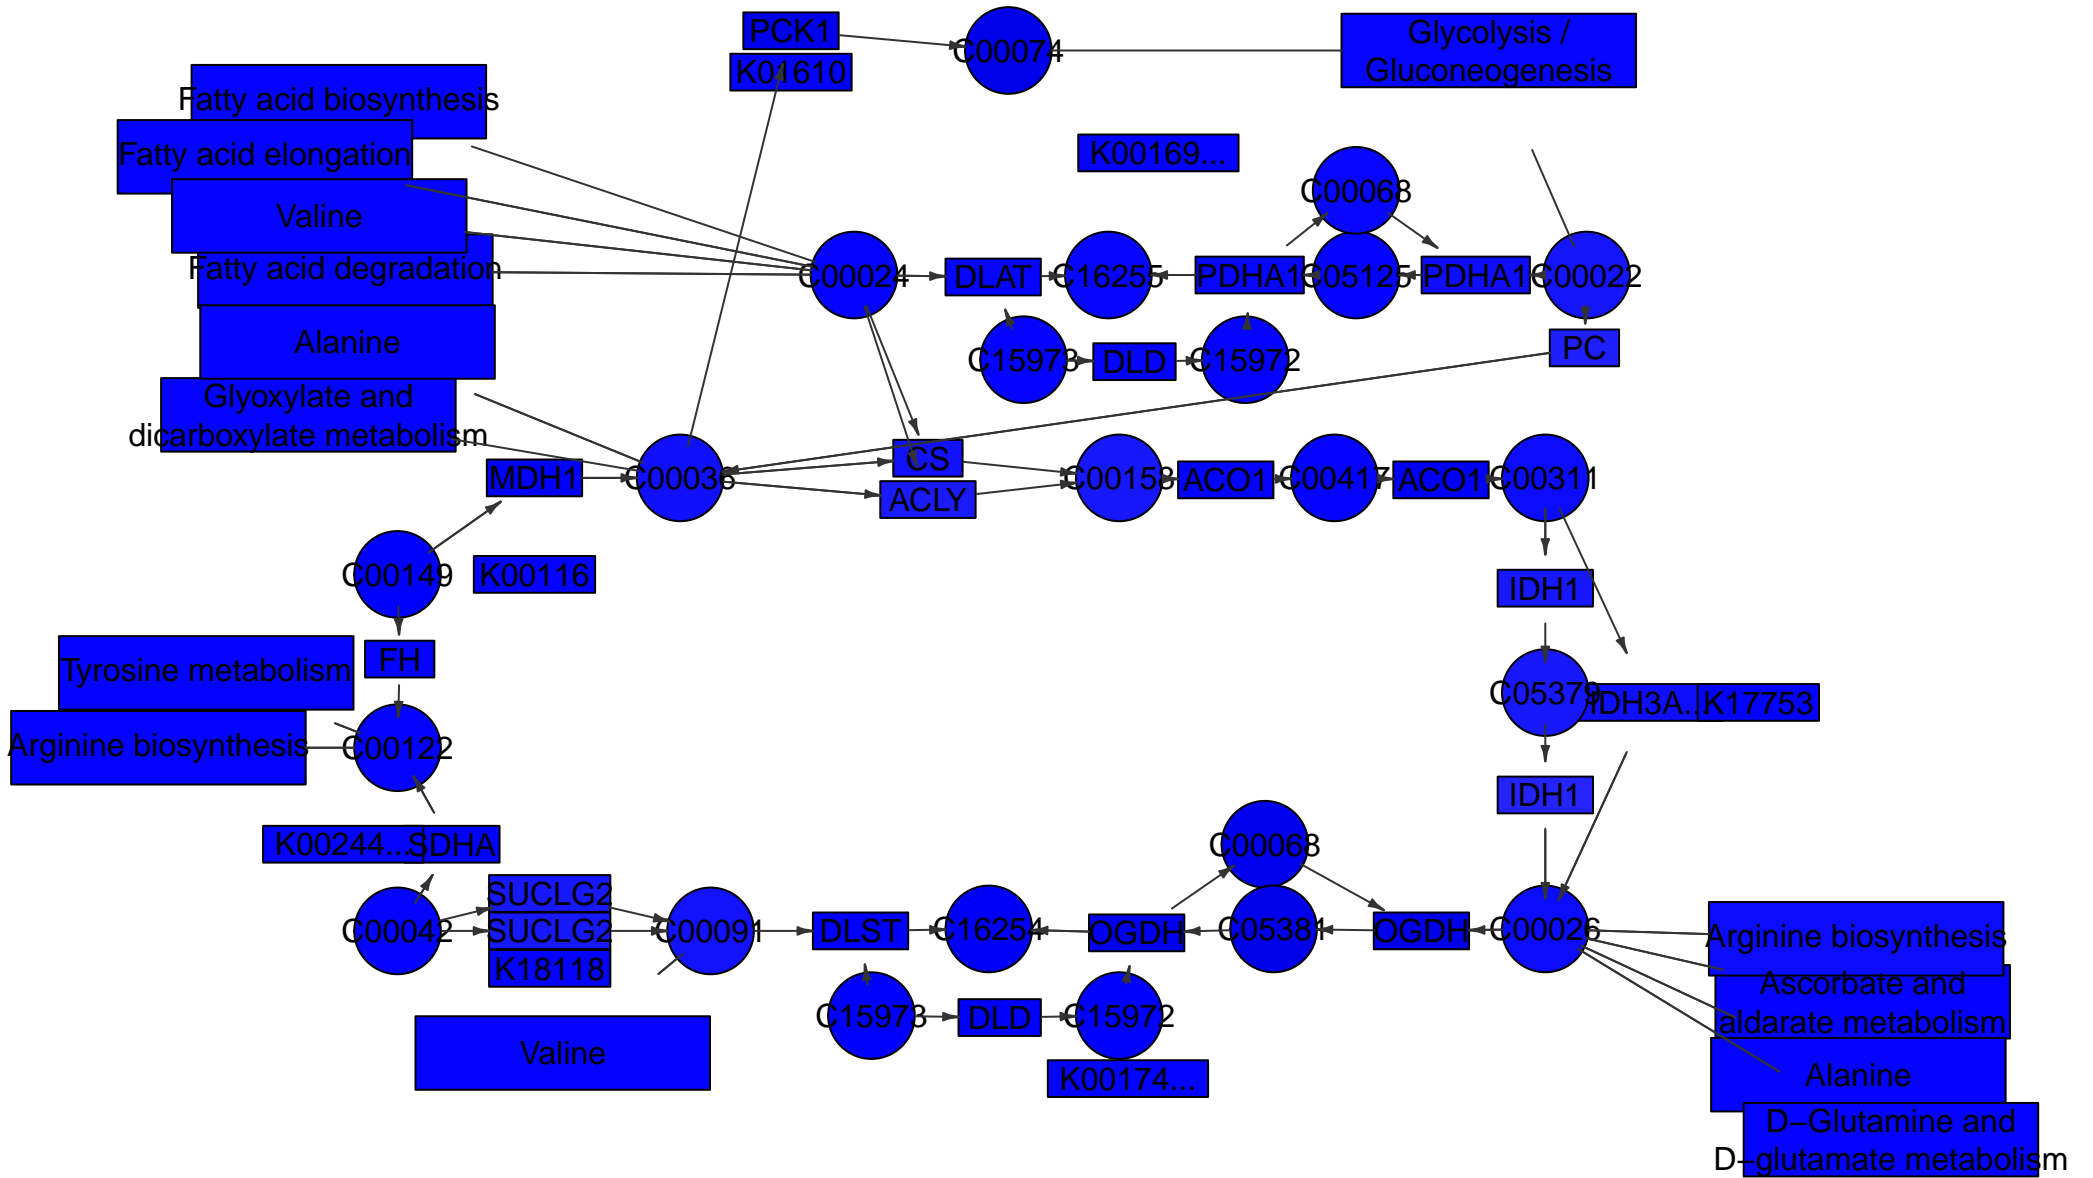 PCK1
C00074
Glycolysis /
Gluconeogenesis
K01610
Fatty acid biosynthesis
Fatty acid elongation
K00169...
C00068
Valine
Fatty acid degradation
C00024
DLAT
C16255
PDHA1
C05125
PDHA1
C00022
Alanine
C15973
DLD
C15972
PC
Glyoxylate and
dicarboxylate metabolism
MDH1
C00036
CS
ACLY
C00158
ACO1
C00417
ACO1
C00311
C00149
K00116
IDH1
FH
Tyrosine metabolism
C05379
IDH3A...
K17753
Arginine biosynthesis
C00122
IDH1
K00244...
SDHA
C00068
SUCLG2
C00042
SUCLG2
K18118
C00091
DLST
C16254
OGDH
C05381
OGDH
C00026
Arginine biosynthesis
Ascorbate and
aldarate metabolism
C15973
DLD
C15972
Valine
K00174...
Alanine
D−Glutamine and
D−glutamate metabolism